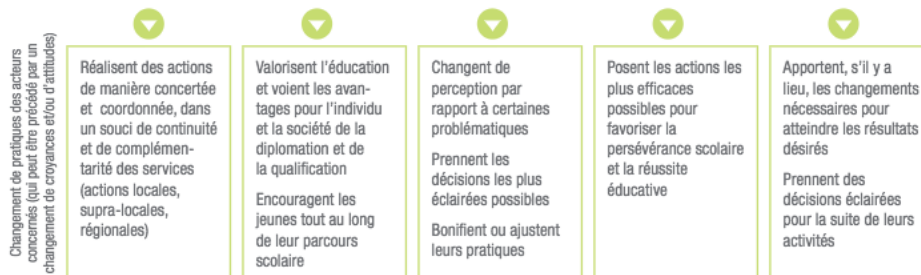 Changement de pratiques des acteurs
concernés (qui peut être précédé par un
changement de croyances et/ou d'attitudes)
Réalisent des actions
de manière concertée
et coordonnée, dans
un souci de continuité
et de complémen-
tarité des services
(actions locales,
supra-locales,
régionales)
Valorisent l'éducation
et voient les avan-
tages pour l'individu
et la société de la
diplomation et de
la qualification
Encouragent les
jeunes tout au long
de leur parcours
scolaire
Changent de
perception par
rapport à certaines
problématiques
Prennent les
décisions les plus
éclairées possibles
Bonifient ou ajustent
leurs pratiques
Posent les actions les
plus efficaces
possibles pour
favoriser la
persévérance scolaire
et la réussite
éducative
Apportent, s'il y a
lieu, les changements
nécessaires pour
atteindre les résultats
désirés
Prennent des
décisions éclairées
pour la suite de leurs
activités